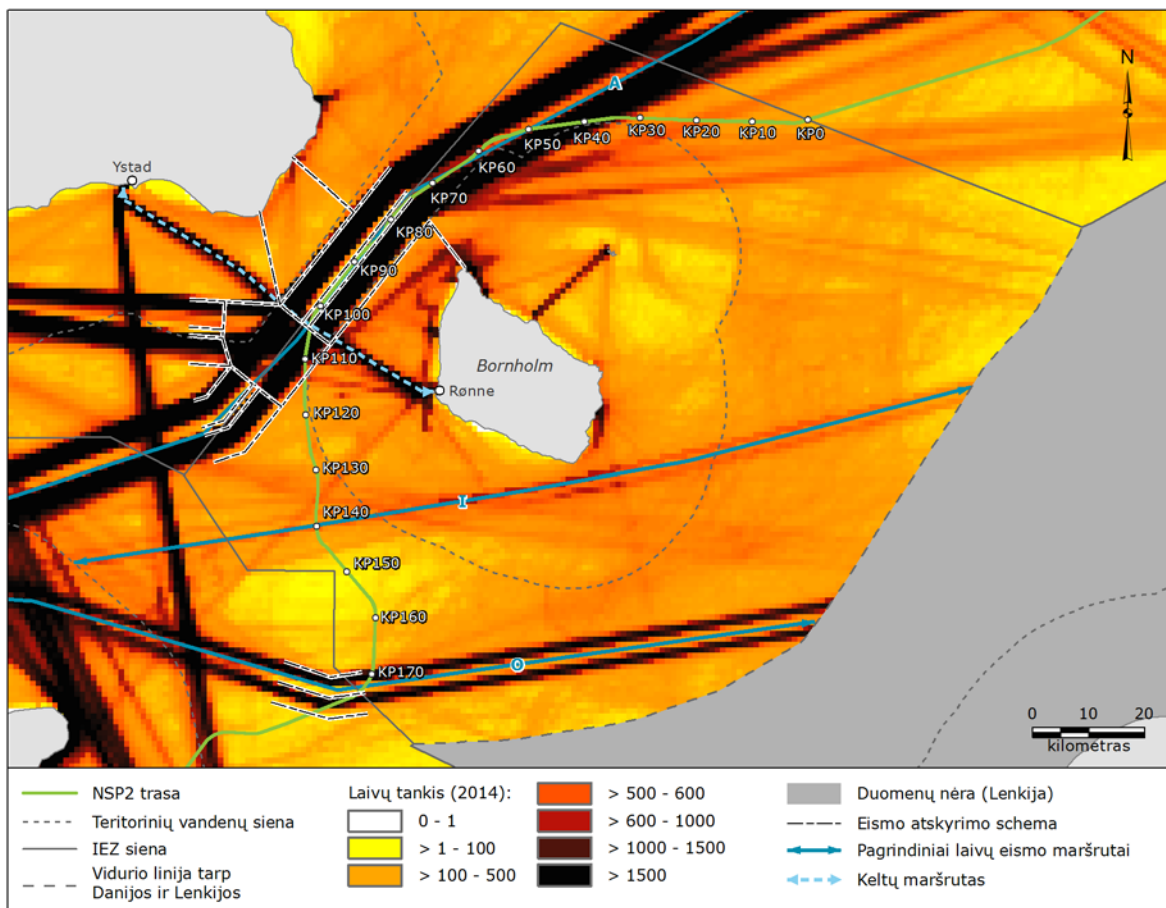 N
A
KP30
KP20
KP10
KP0
KP40
KP50
KP60
KP70
KP80
KP90
KP100
KP110
KP120
KP130
KP140
KP150
KP160
KP170
Ystad
Bornholm
Rønne
I
O
0 10 20
kilometras
NSP2 trasa
Teritorinių vandenų siena
IEZ siena
Vidurio linija tarp
Danijos ir Lenkijos
Laivų tankis (2014):
0 - 1
> 1 - 100
> 100 - 500
> 500 - 600
> 600 - 1000
> 1000 - 1500
> 1500
Duomenų nėra (Lenkija)
Eismo atskyrimo schema
Pagrindiniai laivų eismo maršrutai
Keltų maršrutas